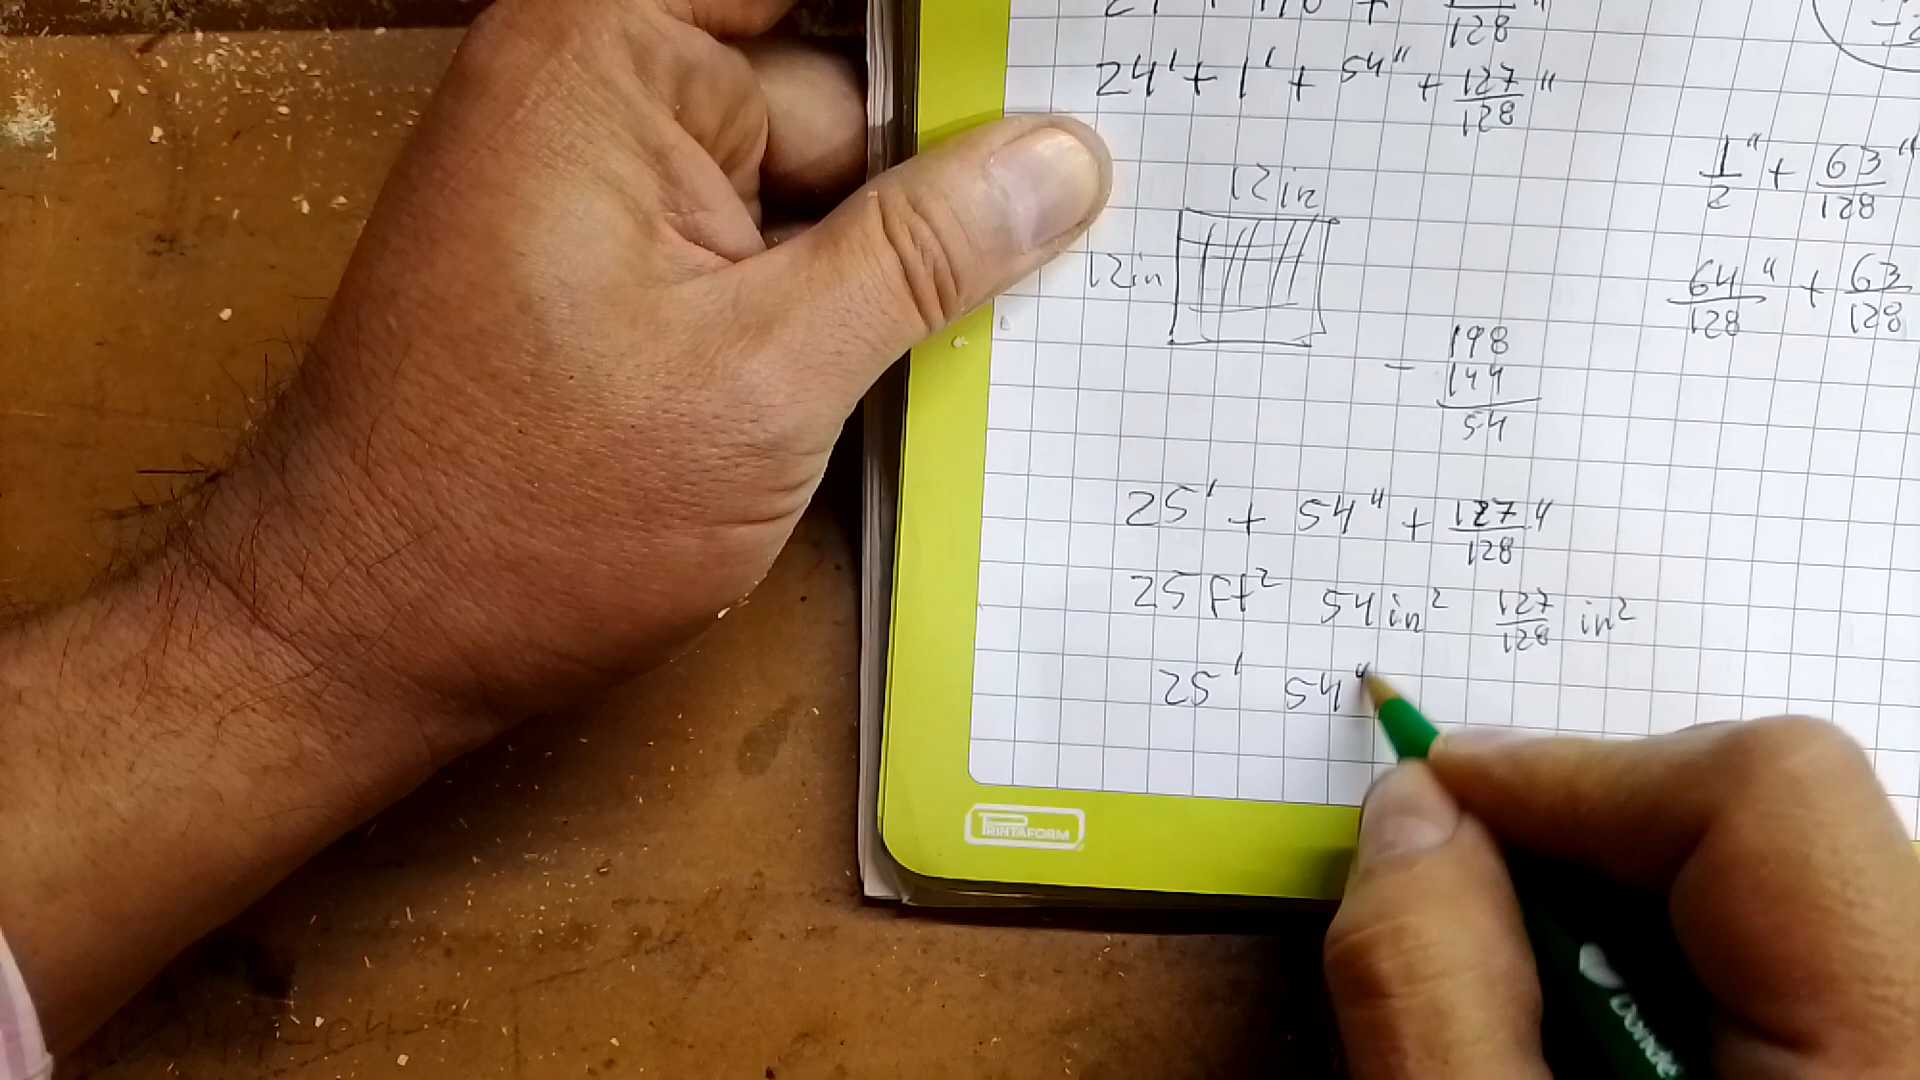 128
24' + 1' + 54" + 127/128 "
12 in
12 in
198
- 144
54
1/2 " + 63/128 "
64/128 " + 63/128
25' + 54" + 127/128 "
25 ft² 54 in² 127/128 in²
25' 54"
PRINTAFORM